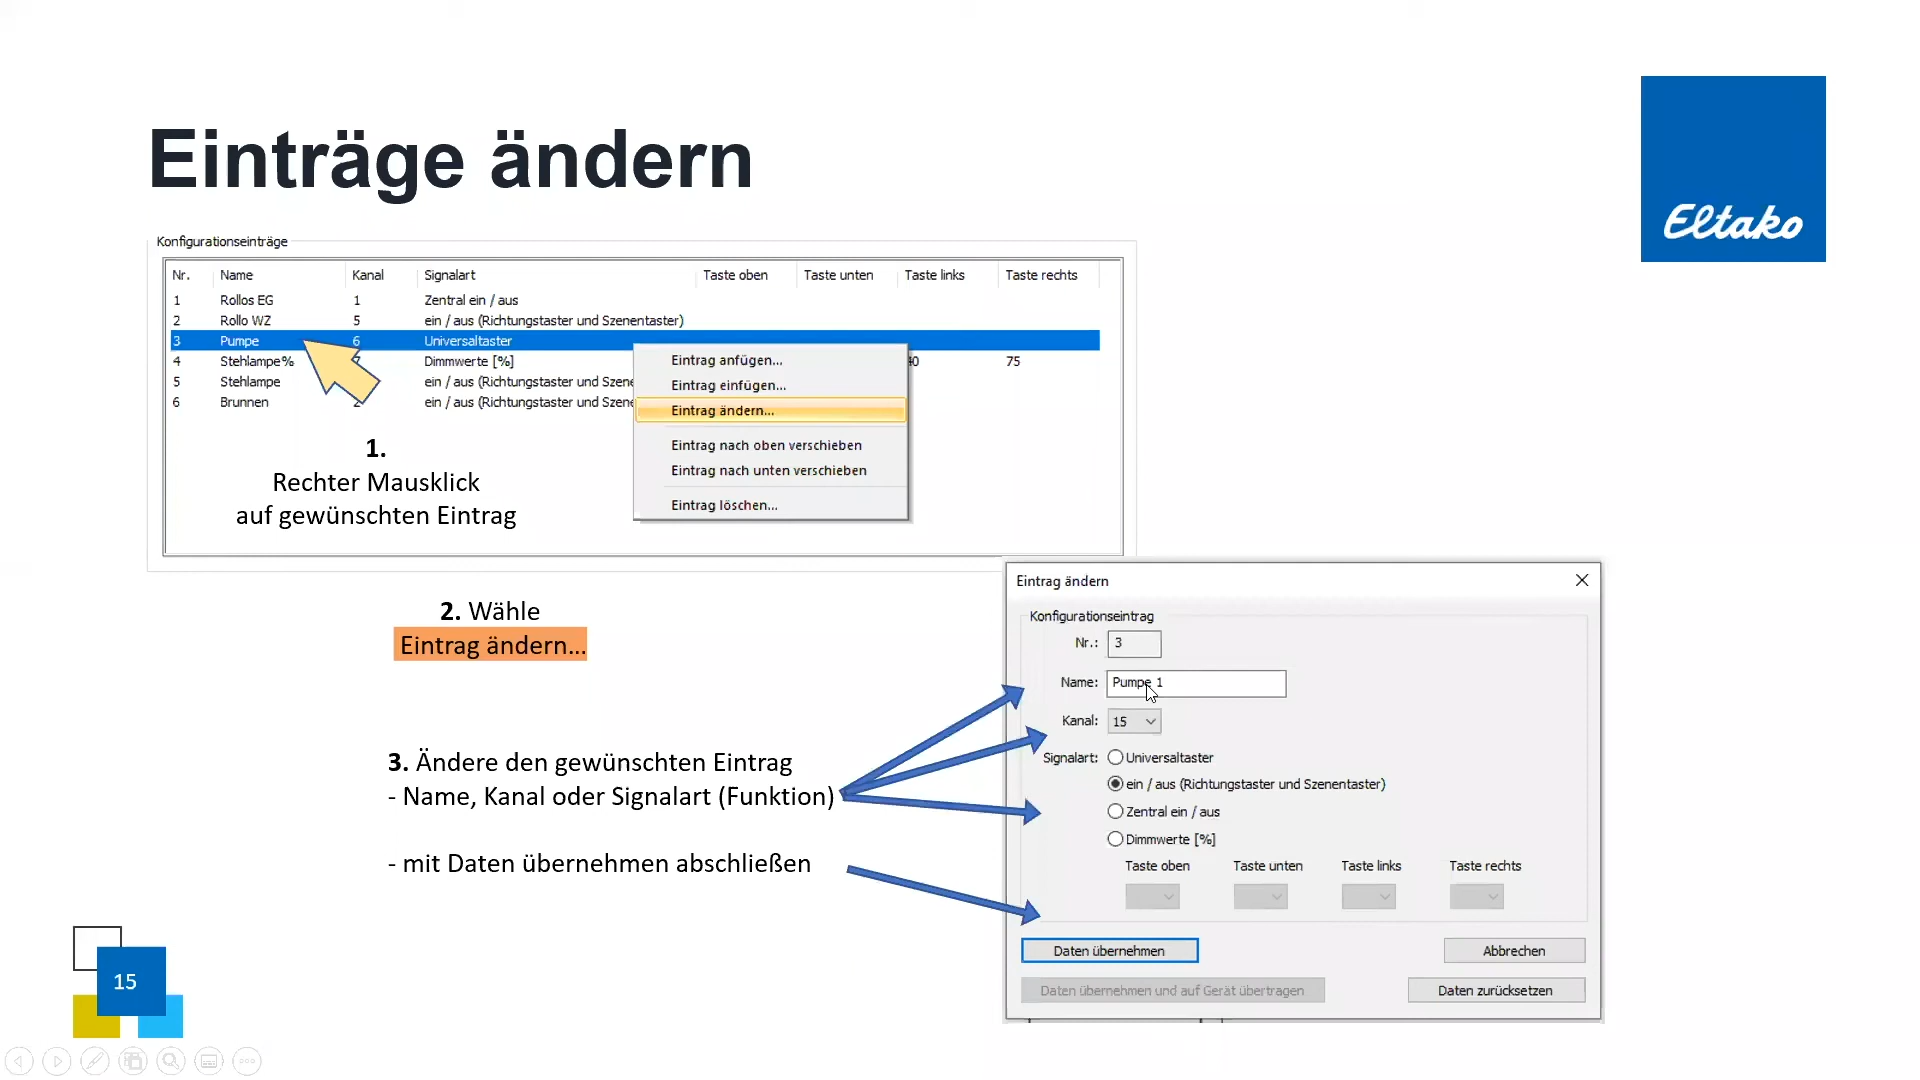 Einträge ändern
Eltako
Konfigurationseinträge
Nr. Name Kanal Signalart Taste oben Taste unten Taste links Taste rechts
1 Rollos EG 1 Zentral ein / aus
2 Rollo WZ 5 ein / aus (Richtungstaster und Szenentaster)
3 Pumpe 6 Universaltaster
4 Stehlampe% 7 Dimmwerte [%] 40 75
5 Stehlampe ein / aus (Richtungstaster und Szene
6 Brunnen 2 ein / aus (Richtungstaster und Szene
Eintrag anfügen...
Eintrag einfügen...
Eintrag ändern...
Eintrag nach oben verschieben
Eintrag nach unten verschieben
Eintrag löschen...
1.
Rechter Mausklick
auf gewünschten Eintrag
2. Wähle
Eintrag ändern...
3. Ändere den gewünschten Eintrag
- Name, Kanal oder Signalart (Funktion)
- mit Daten übernehmen abschließen
Eintrag ändern
Konfigurationseintrag
Nr.: 3
Name: Pumpe 1
Kanal: 15
Signalart: Universaltaster
ein / aus (Richtungstaster und Szenentaster)
Zentral ein / aus
Dimmwerte [%]
Taste oben Taste unten Taste links Taste rechts
Daten übernehmen Abbrechen
Daten übernehmen und auf Gerät übertragen Daten zurücksetzen
15